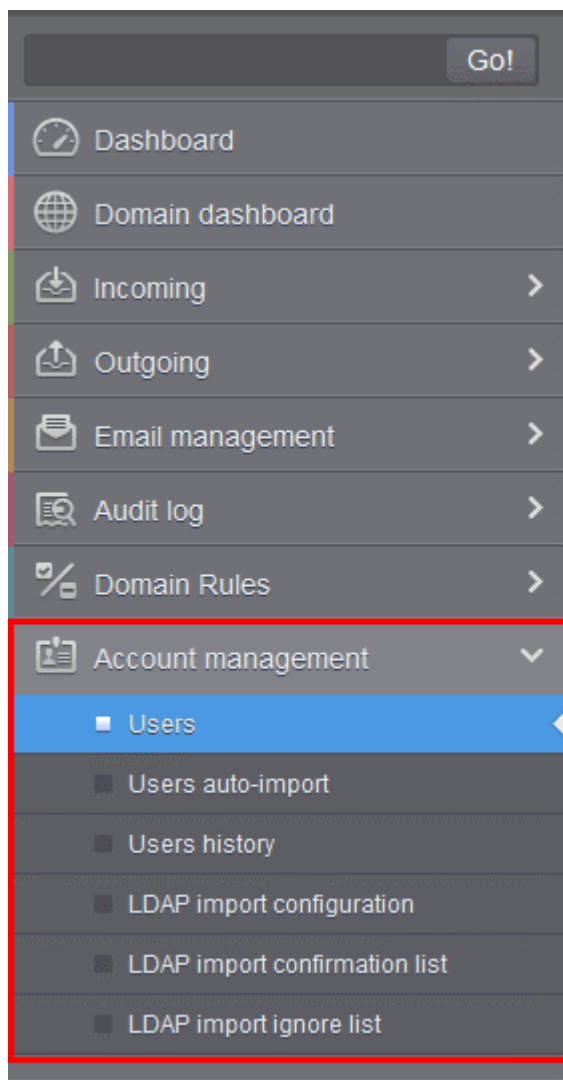 Go!
Dashboard
Domain dashboard
Incoming
Outgoing
Email management
Audit log
Domain Rules
Account management
Users
Users auto-import
Users history
LDAP import configuration
LDAP import confirmation list
LDAP import ignore list